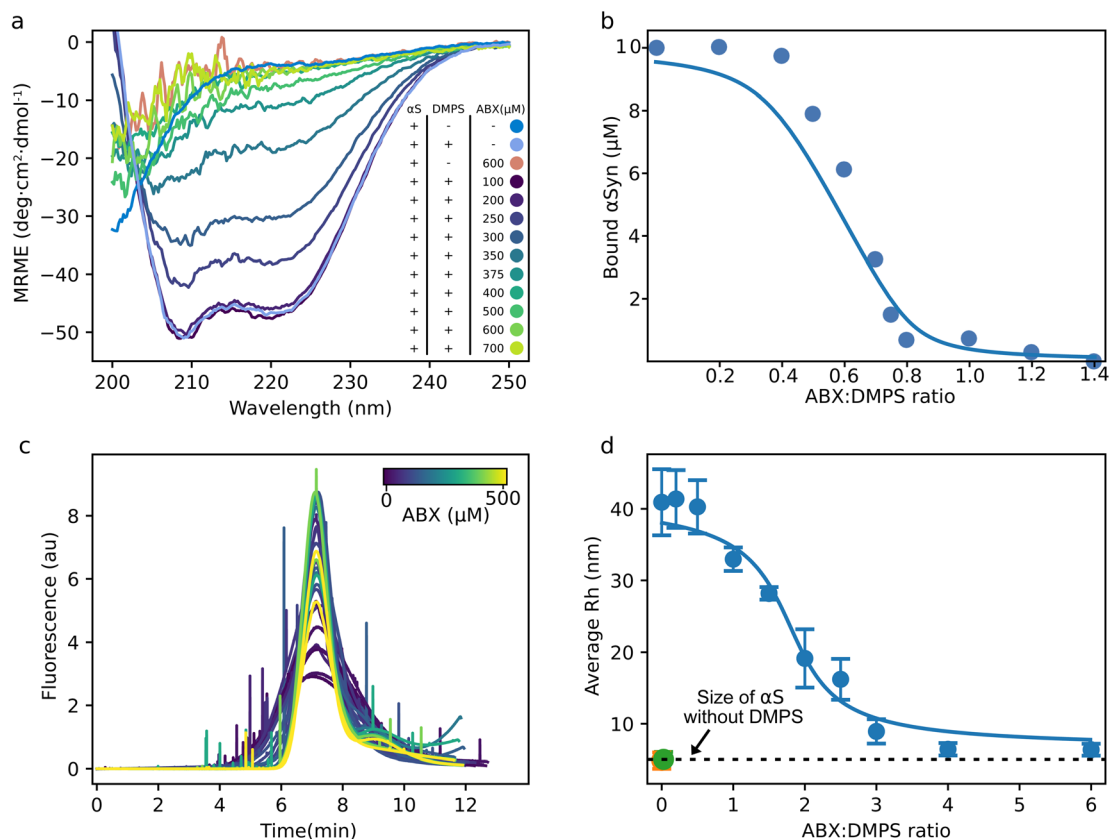 a
MRME (deg·cm²·dmol⁻¹)
0
−10
−20
−30
−40
−50
αS DMPS ABX(μM)
+ - -
+ + -
+ - 600
+ + 100
+ + 200
+ + 250
+ + 300
+ + 350
+ + 375
+ + 400
+ + 500
+ + 600
+ + 700
200 210 220 230 240 250
Wavelength (nm)
b
Bound αSyn (μM)
10
8
6
4
2
0.2 0.4 0.6 0.8 1.0 1.2 1.4
ABX:DMPS ratio
c
Fluorescence (au)
8
6
4
2
0
0 500
ABX (μM)
0 2 4 6 8 10 12
Time(min)
d
Average Rh (nm)
40
30
20
10
Size of αS
without DMPS
0 1 2 3 4 5 6
ABX:DMPS ratio